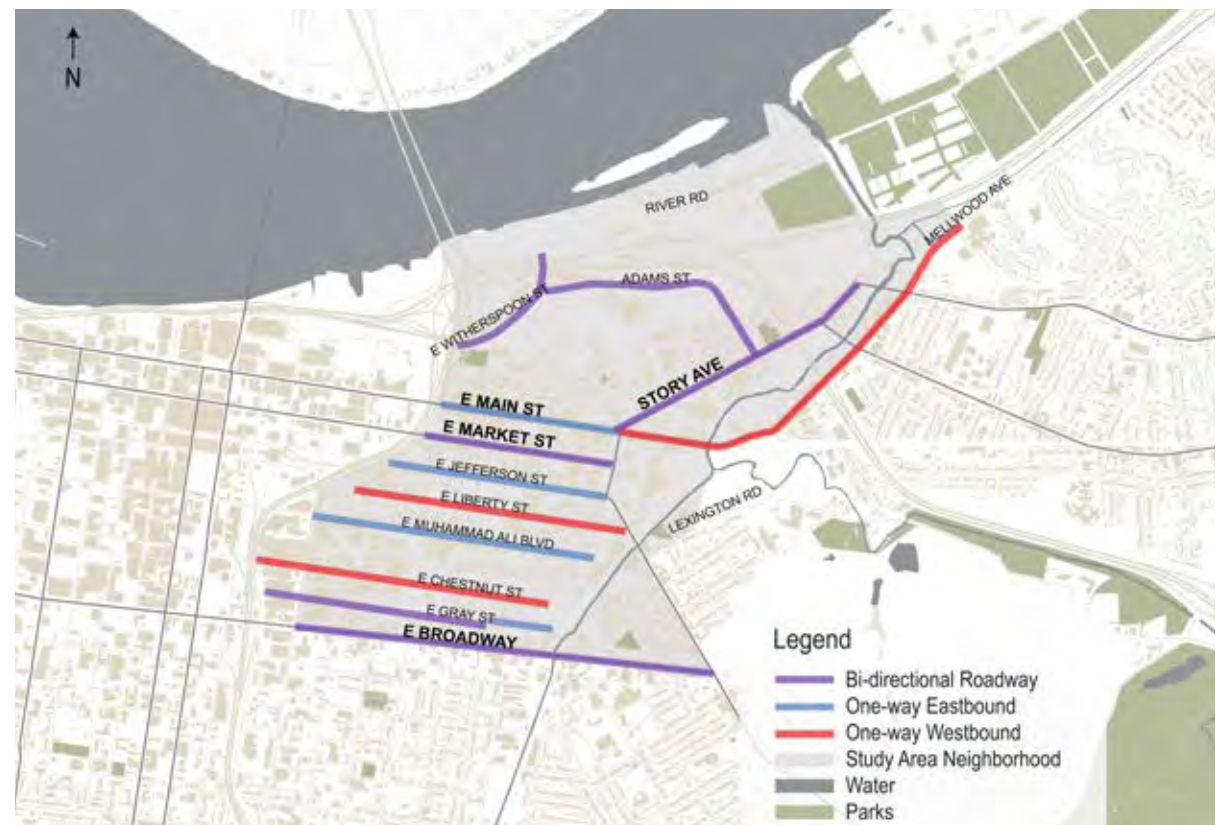 N
RIVER RD
MELLWOOD AVE
ADAMS ST
E WITHERSPOON ST
STORY AVE
E MAIN ST
E MARKET ST
E JEFFERSON ST
E LIBERTY ST
LEXINGTON RD
E MUHAMMAD ALI BLVD
E CHESTNUT ST
E GRAY ST
E BROADWAY
Legend
Bi-directional Roadway
One-way Eastbound
One-way Westbound
Study Area Neighborhood
Water
Parks